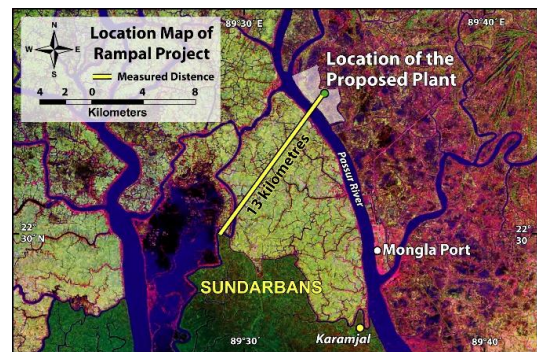 89/30 E
89/40 E
Location Map of
Rampal Project
N
W E
S
Measured Distence
4 2 0 4 8
Kilometers
Location of the
Proposed Plant
13 kilometres
Passur River
22
30 N
22
30
Mongla Port
SUNDARBANS
Karamjal
89/30
89/40